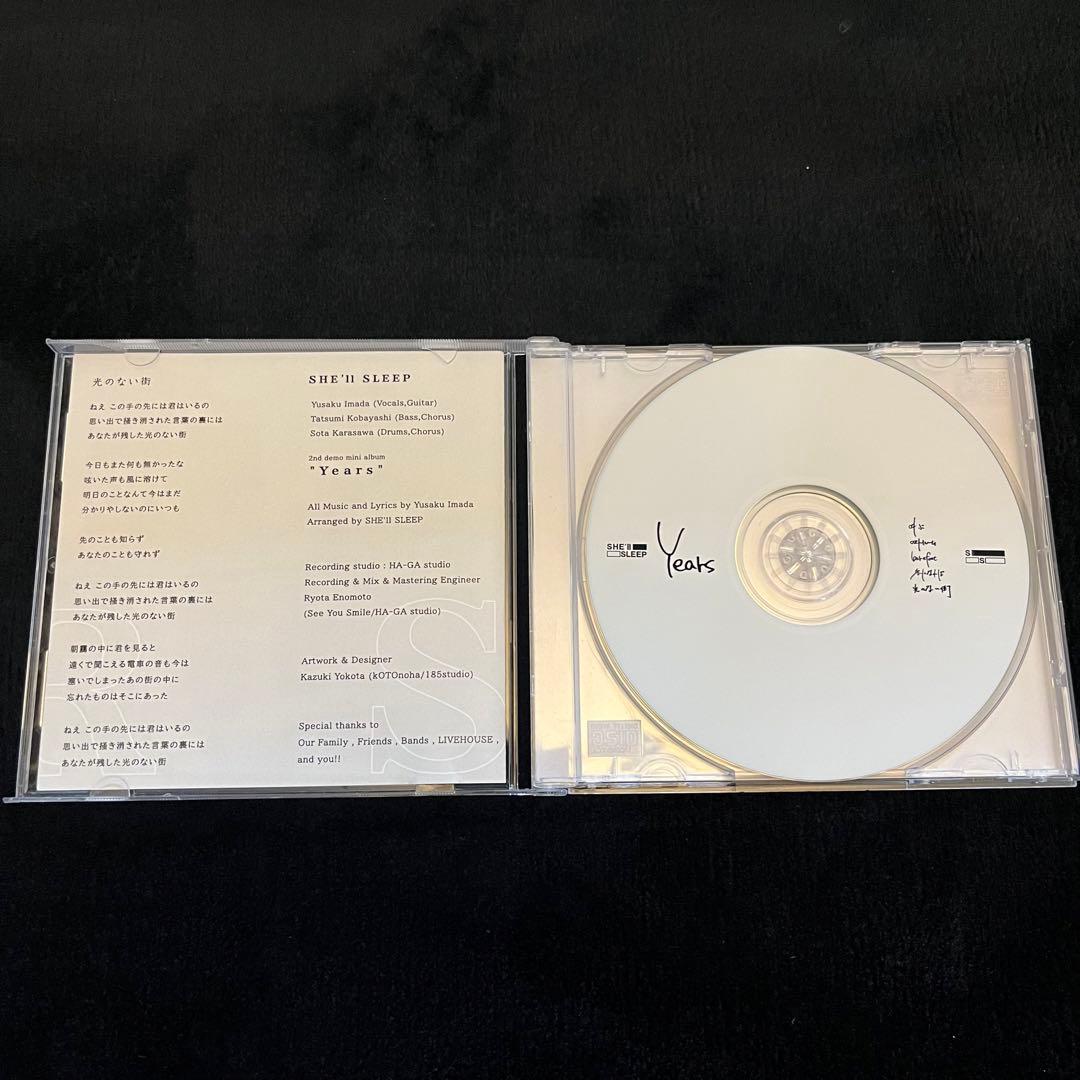 光のない街
ねえ この手の先には君はいるの
思い出で掻き消された言葉の裏には
あなたが残した光のない街
今日もまた何も無かったな
呟いた声も風に溶けて
明日のことなんて今はまだ
分かりやしないのにいつも
先のことも知らず
あなたのことも守れず
ねえ この手の先には君はいるの
思い出で掻き消された言葉の裏には
あなたが残した光のない街
朝靄の中に君を見ると
遠くで聞こえる電車の音も今は
塞いでしまったあの街の中に
忘れたものはそこにあった
ねえ この手の先には君はいるの
思い出で掻き消された言葉の裏には
あなたが残した光のない街
SHE'll SLEEP
Yusaku Imada (Vocals,Guitar)
Tatsumi Kobayashi (Bass,Chorus)
Sota Karasawa (Drums,Chorus)
2nd demo mini album
"Years"
All Music and Lyrics by Yusaku Imada
Arranged by SHE'll SLEEP
Recording studio : HA-GA studio
Recording & Mix & Mastering Engineer
Ryota Enomoto
(See You Smile/HA-GA studio)
Artwork & Designer
Kazuki Yokota (kOTOnoha/185studio)
Special thanks to
Our Family , Friends , Bands , LIVEHOUSE ,
and you!!
R S
SHE'll
SLEEP
Years
光のない街
S
S